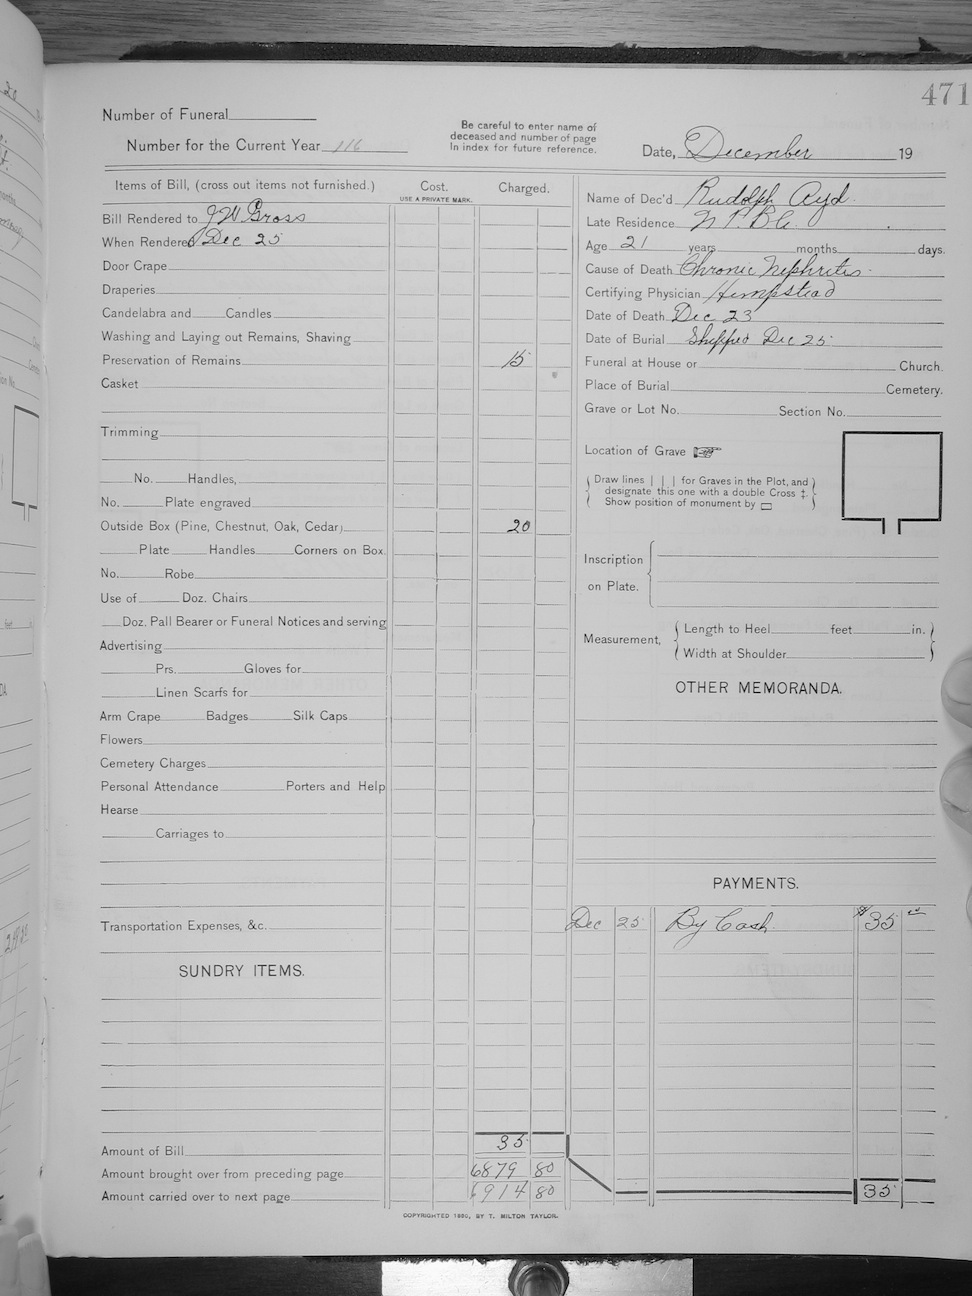 471
Number of Funeral
Number for the Current Year 116
Be careful to enter name of
deceased and number of page
in index for future reference.
Date, December 19
Items of Bill, (cross out items not furnished.) Cost. Charged.
USE A PRIVATE MARK.
Bill Rendered to J W Gross
When Rendered Dec 25
Door Crape
Draperies
Candelabra and Candles
Washing and Laying out Remains, Shaving
Preservation of Remains 15
Casket
Trimming
No. Handles,
No. Plate engraved
Outside Box (Pine, Chestnut, Oak, Cedar) 20
Plate Handles Corners on Box.
No. Robe
Use of Doz. Chairs
Doz. Pall Bearer or Funeral Notices and serving
Advertising
Prs. Gloves for
Linen Scarfs for
Arm Crape Badges Silk Caps
Flowers
Cemetery Charges
Personal Attendance Porters and Help
Hearse
Carriages to
Transportation Expenses, &c.
SUNDRY ITEMS.
Amount of Bill 35
Amount brought over from preceding page 6879 80
Amount carried over to next page 6914 80
Name of Dec'd Rudolph Ayd
Late Residence
Age 21 years months days.
Cause of Death Chronic Nephritis
Certifying Physician Hempstead
Date of Death Dec 23
Date of Burial Shipped Dec 25
Funeral at House or Church.
Place of Burial Cemetery.
Grave or Lot No. Section No.
Location of Grave
Draw lines | | | for Graves in the Plot, and
designate this one with a double Cross ‡.
Show position of monument by
Inscription
on Plate.
Measurement,
Length to Heel feet in.
Width at Shoulder
OTHER MEMORANDA.
PAYMENTS.
Dec 25 By Cash $35
35
COPYRIGHTED 1890, BY T. MILTON TAYLOR.